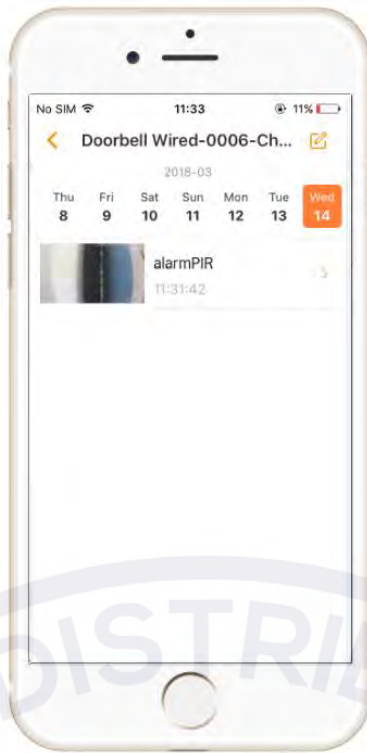 No SIM 11:33 11%
Doorbell Wired-0006-Ch...
2018-03
Thu Fri Sat Sun Mon Tue Wed
8 9 10 11 12 13 14
alarmPIR
11:31:42